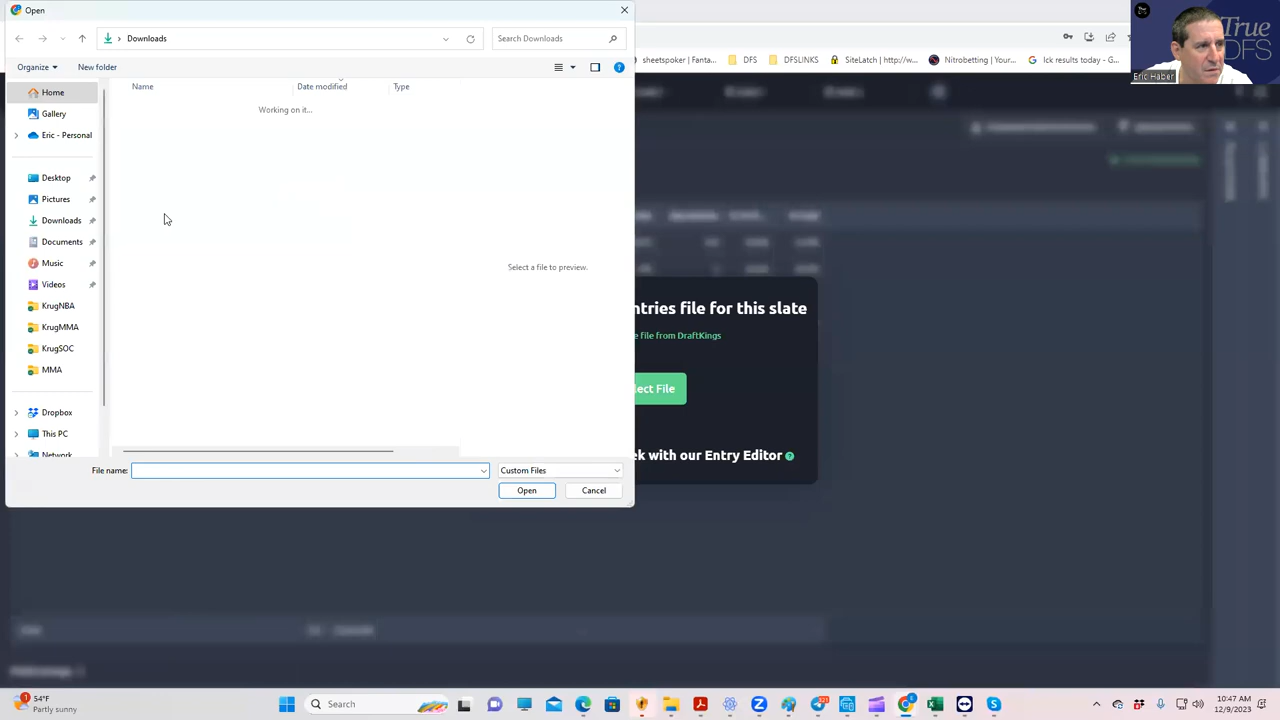 Open
Downloads
Search Downloads
Organize
New folder
Name
Date modified
Type
Working on it...
Home
Gallery
Eric - Personal
Desktop
Pictures
Downloads
Documents
Music
Videos
KrugNBA
KrugMMA
KrugSOC
MMA
Dropbox
This PC
Network
Select a file to preview.
File name:
Custom Files
Open
Cancel
sheetspoker | Fanta...
DFS
DFSLINKS
SiteLatch | http://w...
Nitrobetting | Your...
lck results today - G...
True
DFS
Eric Haber
ntries file for this slate
e file from DraftKings
lect File
ek with our Entry Editor
1
54°F
Partly sunny
Search
10:47 AM
12/9/2023